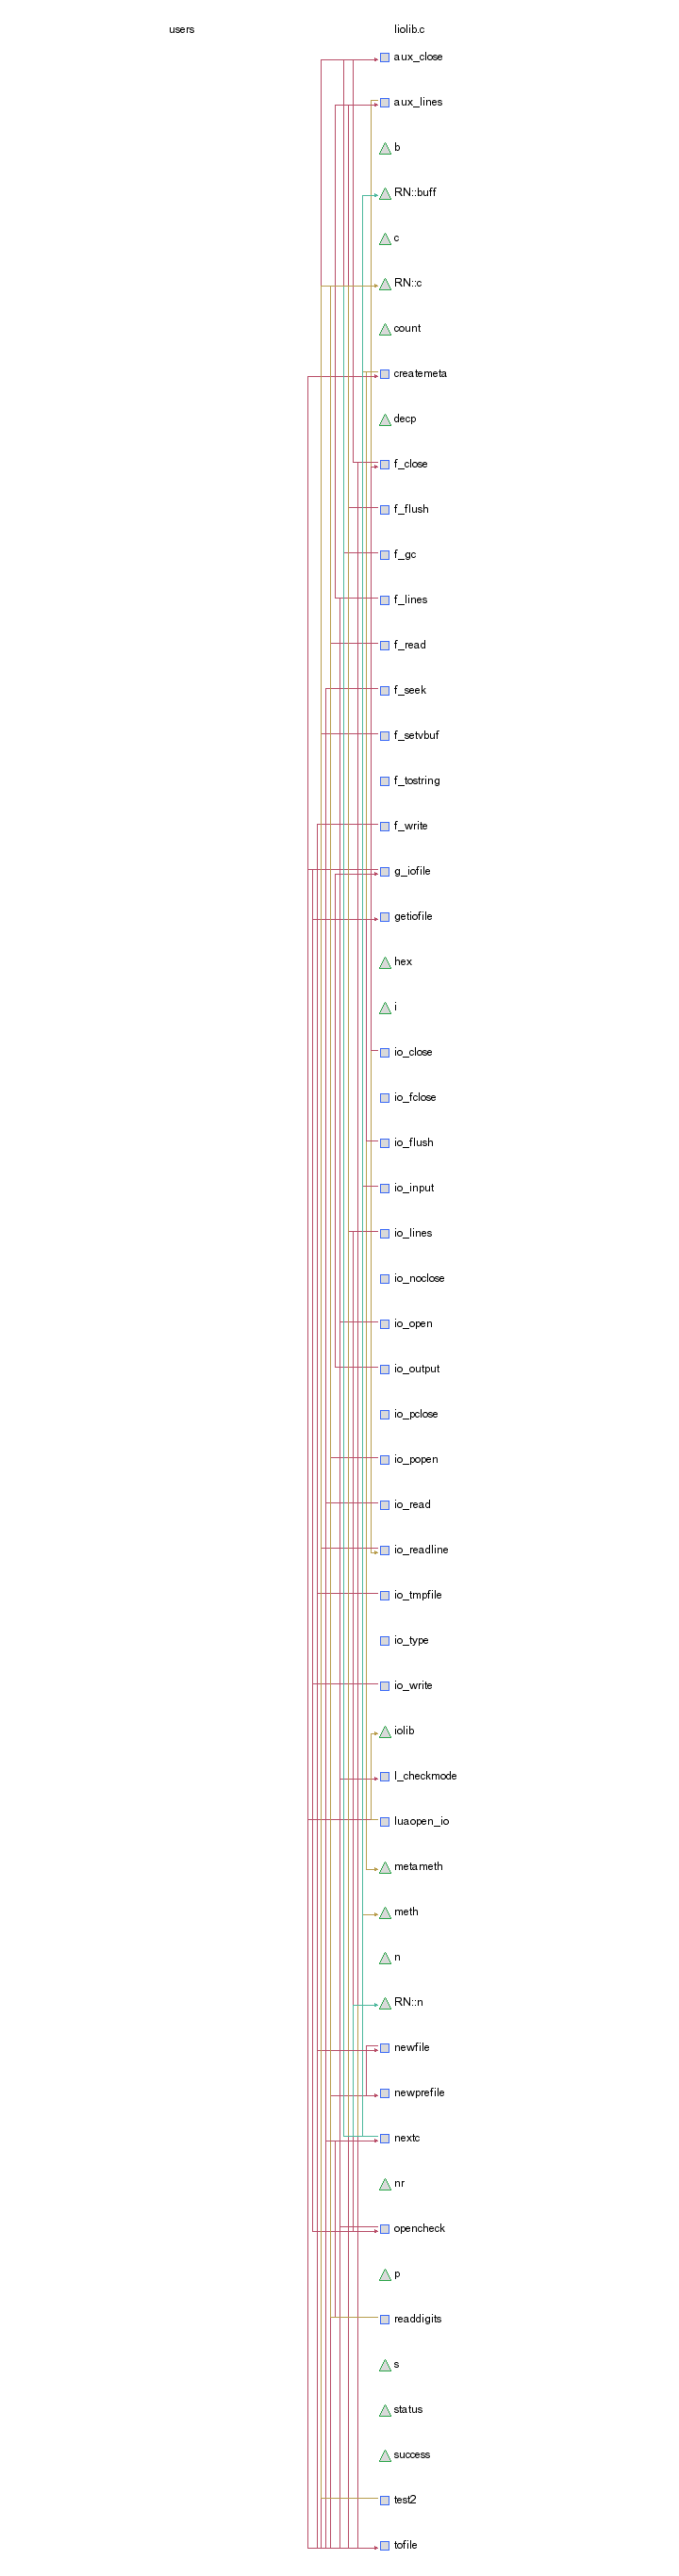 users
liolib.c
aux_close
aux_lines
b
RN::buff
c
RN::c
count
createmeta
decp
f_close
f_flush
f_gc
f_lines
f_read
f_seek
f_setvbuf
f_tostring
f_write
g_iofile
getiofile
hex
i
io_close
io_fclose
io_flush
io_input
io_lines
io_noclose
io_open
io_output
io_pclose
io_popen
io_read
io_readline
io_tmpfile
io_type
io_write
iolib
l_checkmode
luaopen_io
metameth
meth
n
RN::n
newfile
newprefile
nextc
nr
opencheck
p
readdigits
s
status
success
test2
tofile